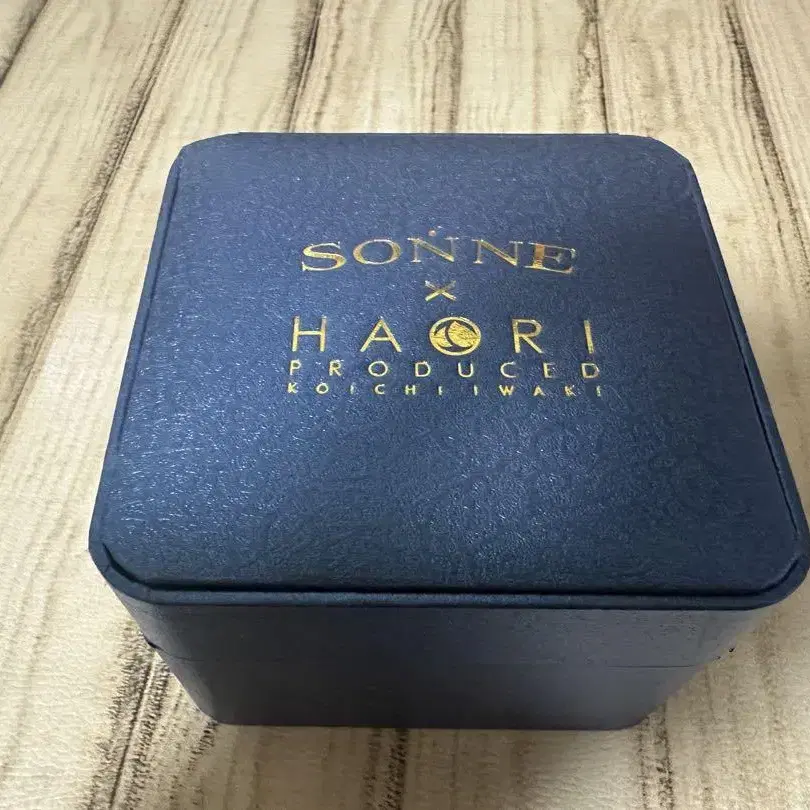 SONNE
×
HAORI
PRODUCED
KOICHI IWAKI